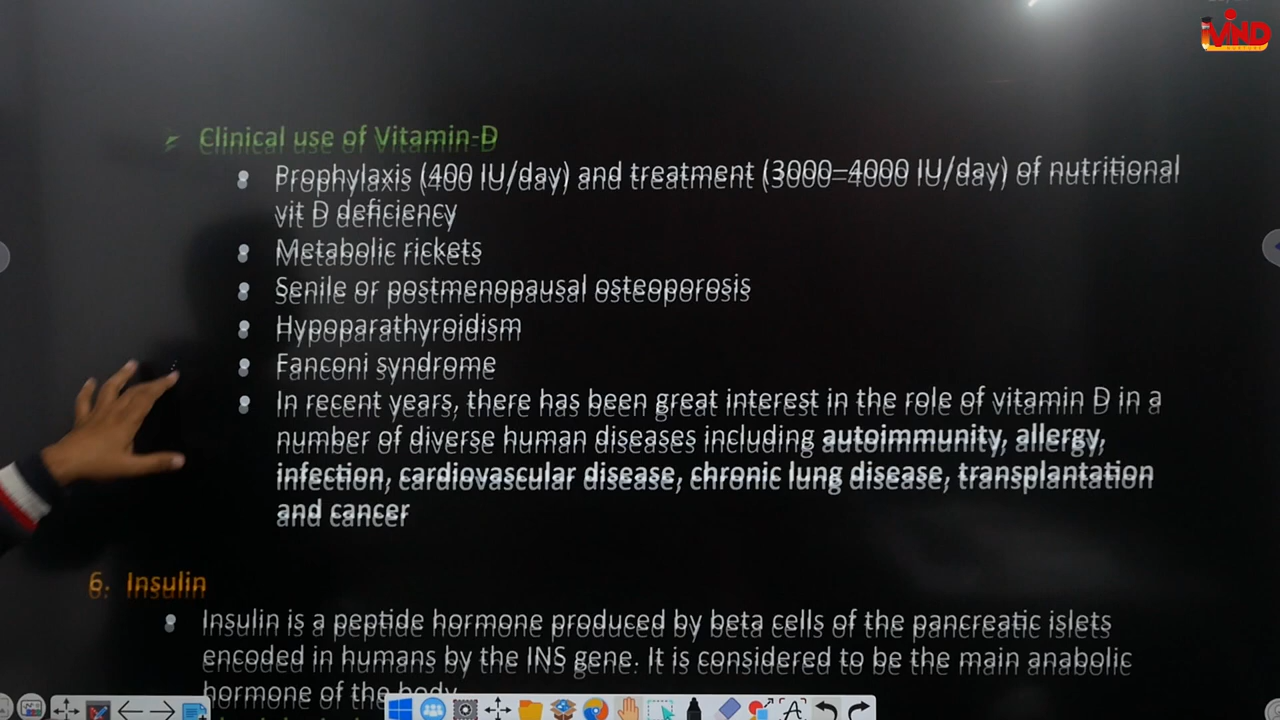 iVIND
Clinical use of Vitamin-D
Prophylaxis (400 IU/day) and treatment (3000–4000 IU/day) of nutritional
vit D deficiency
Metabolic rickets
Senile or postmenopausal osteoporosis
Hypoparathyroidism
Fanconi syndrome
In recent years, there has been great interest in the role of vitamin D in a
number of diverse human diseases including autoimmunity, allergy,
infection, cardiovascular disease, chronic lung disease, transplantation
and cancer
6. Insulin
Insulin is a peptide hormone produced by beta cells of the pancreatic islets
encoded in humans by the INS gene. It is considered to be the main anabolic
hormone of the body